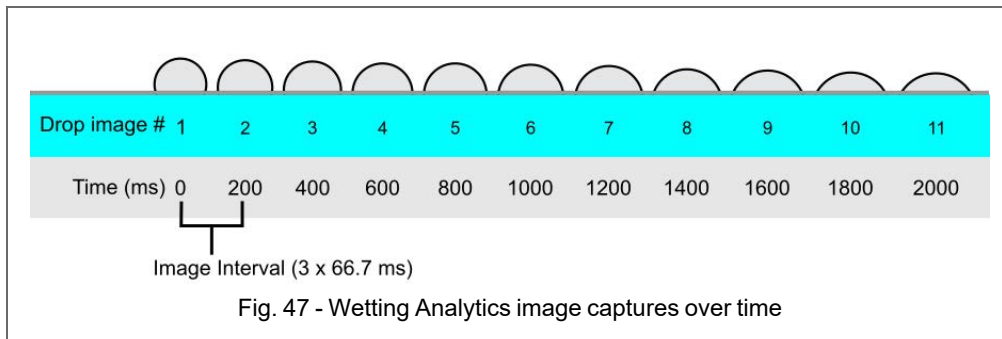 Drop image # 1 2 3 4 5 6 7 8 9 10 11
Time (ms) 0 200 400 600 800 1000 1200 1400 1600 1800 2000
Image Interval (3 x 66.7 ms)
Fig. 47 - Wetting Analytics image captures over time